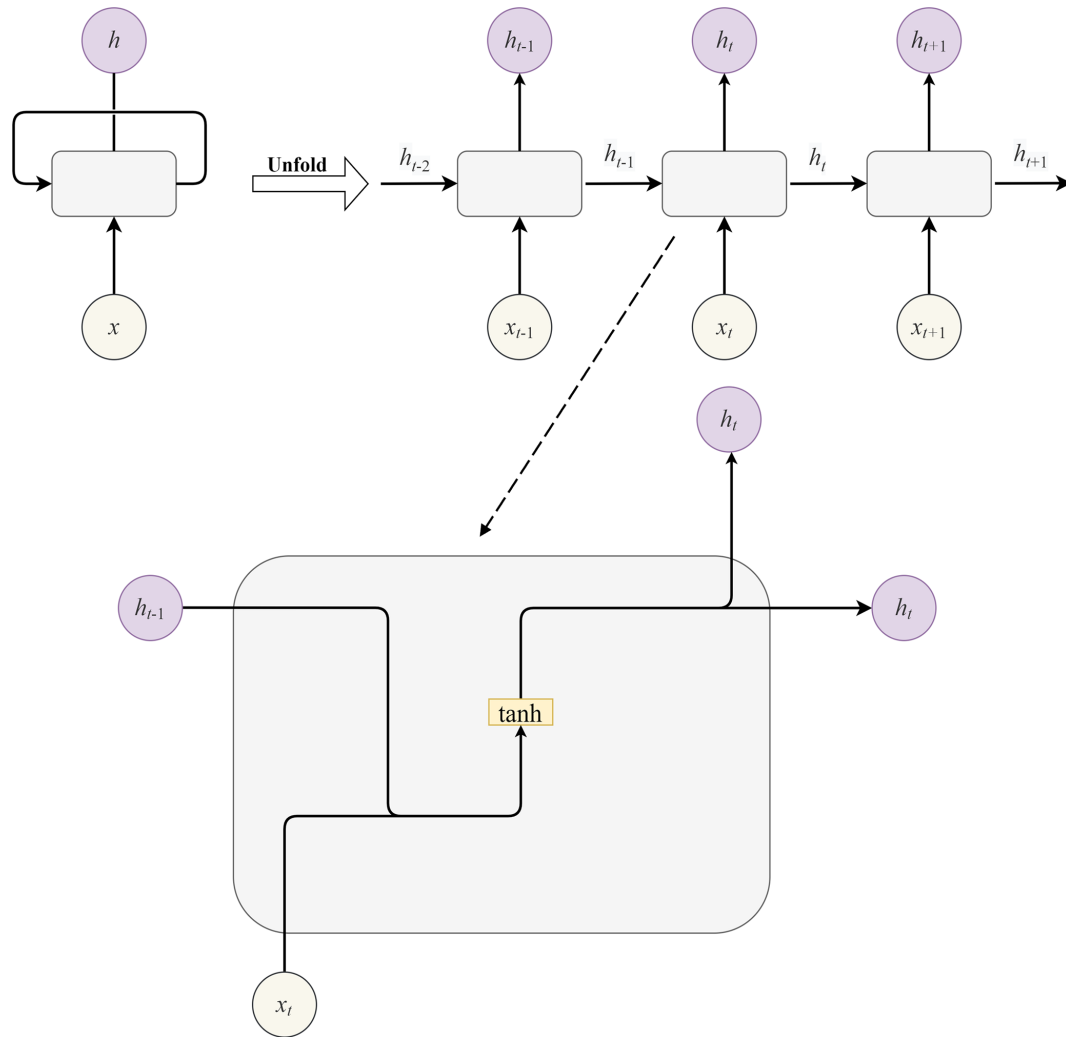 h h_{t-1} h_t h_{t+1}
Unfold h_{t-2} h_{t-1} h_t h_{t+1}
x x_{t-1} x_t x_{t+1}
h_t
h_{t-1} h_t
tanh
x_t